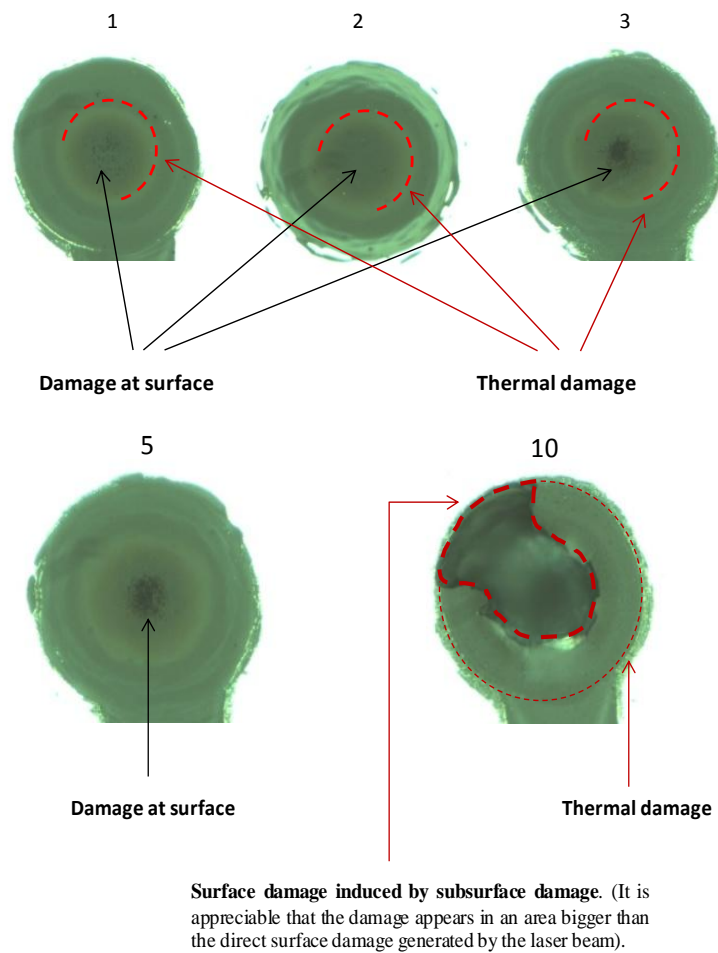 1
2
3
Damage at surface
Thermal damage
5
10
Damage at surface
Thermal damage
Surface damage induced by subsurface damage. (It is
appreciable that the damage appears in an area bigger than
the direct surface damage generated by the laser beam).